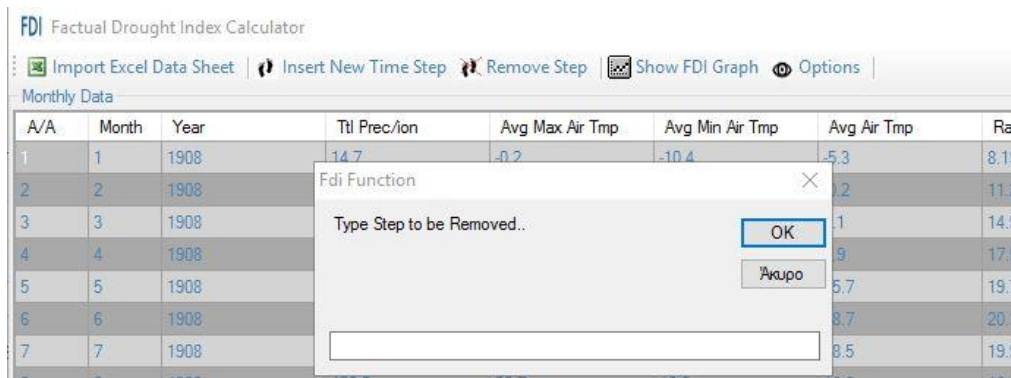 FDI Factual Drought Index Calculator
Import Excel Data Sheet Insert New Time Step Remove Step Show FDI Graph Options
Monthly Data
A/A Month Year Ttl Prec/ion Avg Max Air Tmp Avg Min Air Tmp Avg Air Tmp Ra
1 1 1908 14.7 -0.2 -10.4 -5.3
Fdi Function
2 2 1908
Type Step to be Removed..
3 3 1908
OK
4 4 1908
Άκυρο
5 5 1908
6 6 1908
7 7 1908